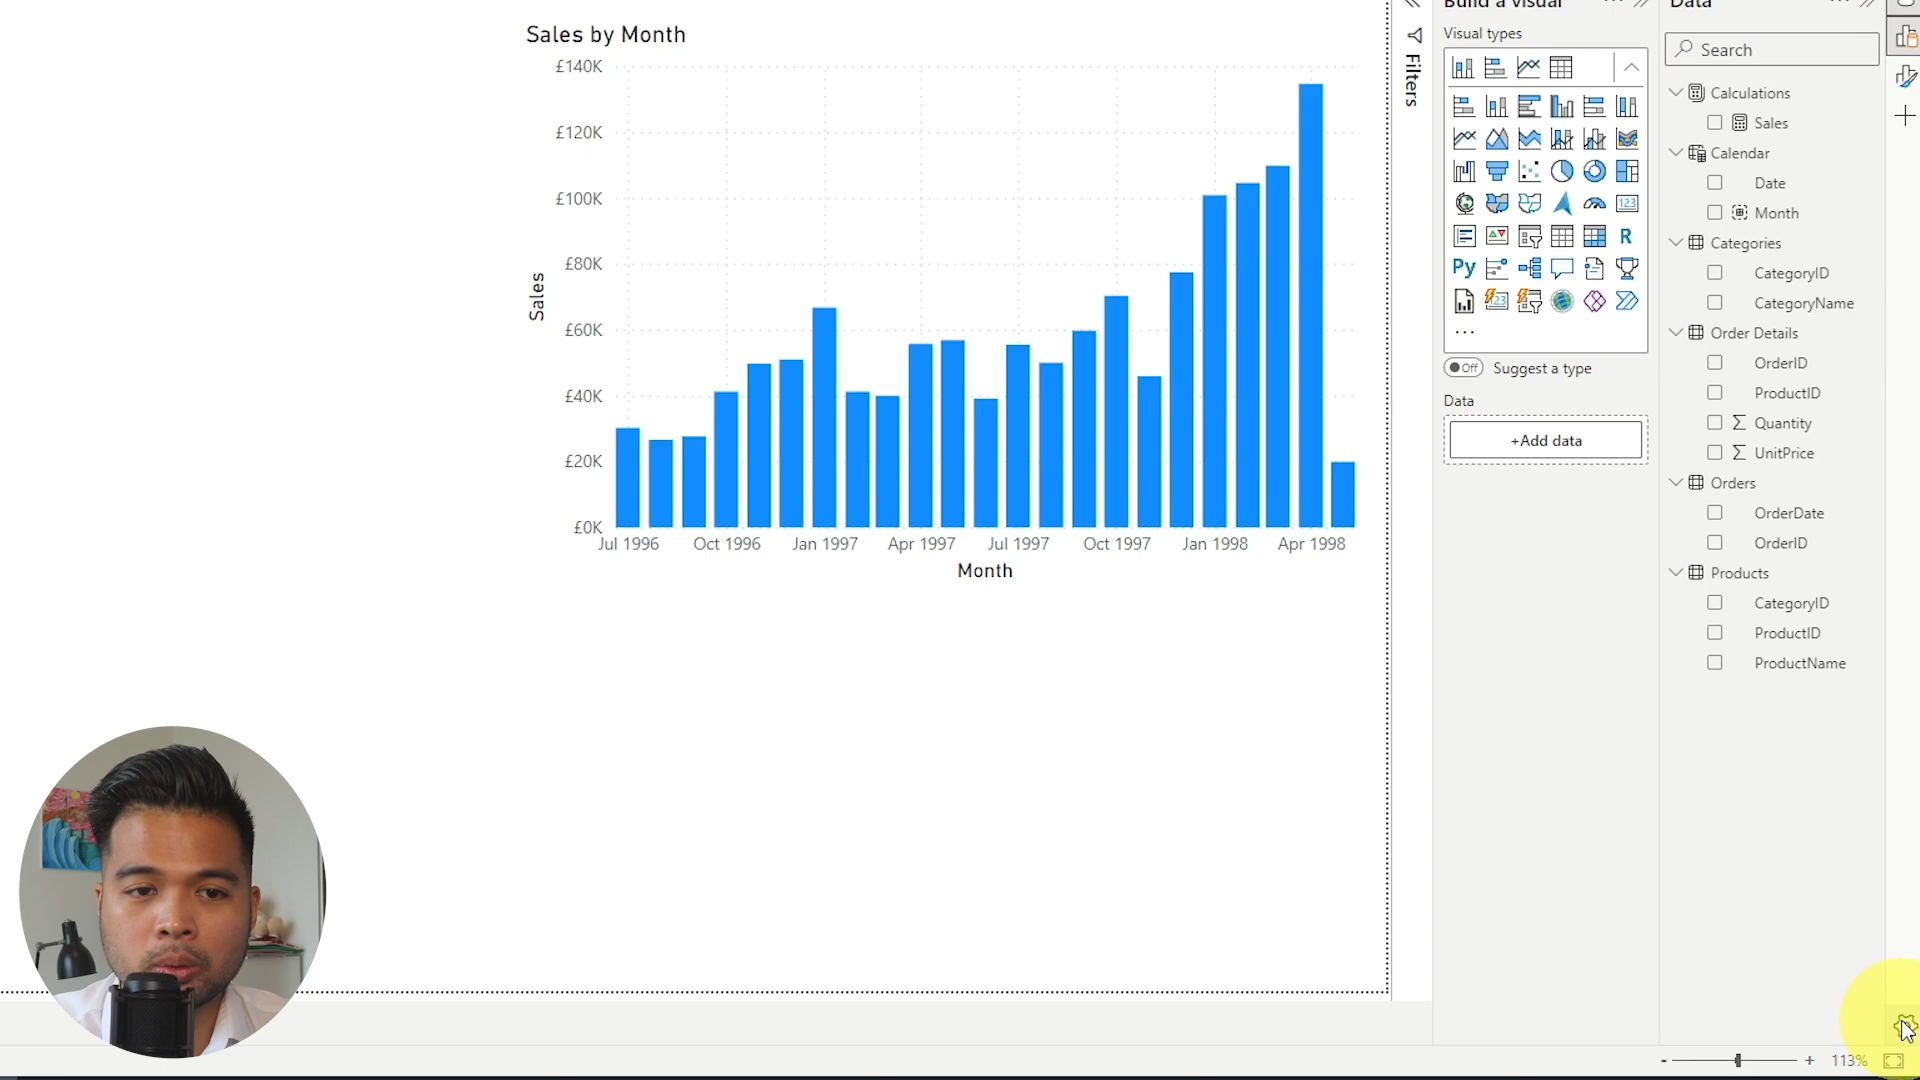 Sales by Month
£140K
£120K
£100K
£80K
£60K
£40K
£20K
£0K
Sales
Jul 1996
Oct 1996
Jan 1997
Apr 1997
Jul 1997
Oct 1997
Jan 1998
Apr 1998
Month
Filters
Build a visual
Visual types
123
R
Py
123
Off
Suggest a type
Data
+Add data
Data
Search
Calculations
Sales
Calendar
Date
Month
Categories
CategoryID
CategoryName
Order Details
OrderID
ProductID
Quantity
UnitPrice
Orders
OrderDate
OrderID
Products
CategoryID
ProductID
ProductName
- + 113%